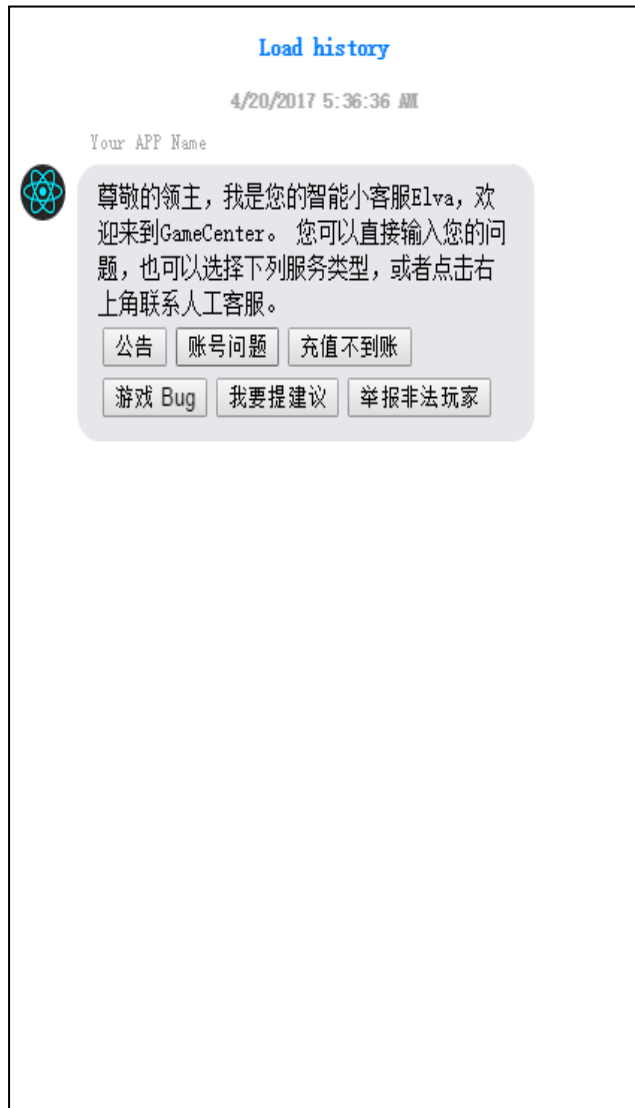 Load history
4/20/2017 5:36:36 AM
Your APP Name
尊敬的领主，我是您的智能小客服Elva，欢
迎来到GameCenter。 您可以直接输入您的问
题，也可以选择下列服务类型，或者点击右
上角联系人工客服。
公告 账号问题 充值不到账
游戏 Bug 我要提建议 举报非法玩家